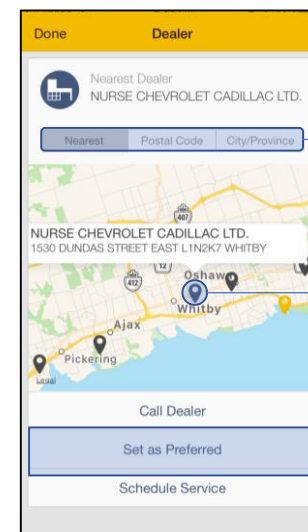 Done Dealer
Nearest Dealer
NURSE CHEVROLET CADILLAC LTD.
Nearest Postal Code City/Province
407
NURSE CHEVROLET CADILLAC LTD.
1530 DUNDAS STREET EAST L1N2K7 WHITBY
12
412
Oshawa
Whitby
Ajax
Pickering
Legal
Call Dealer
Set as Preferred
Schedule Service